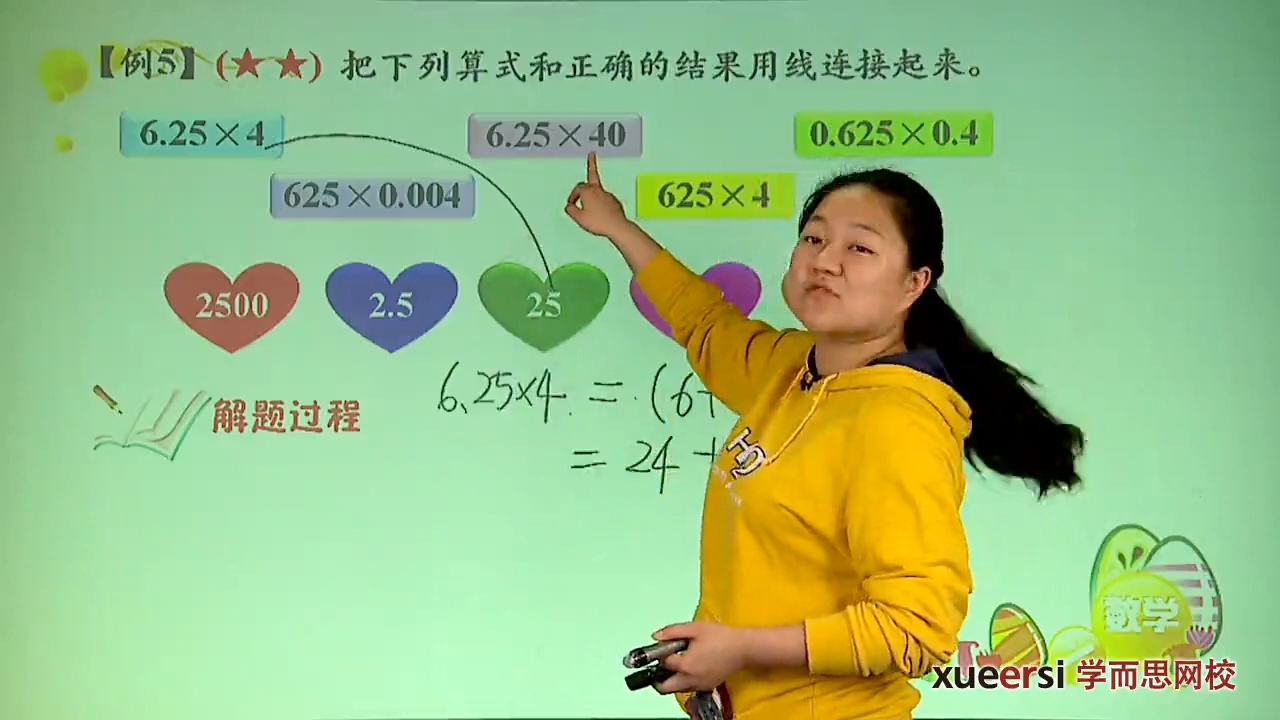 【例5】(★★) 把下列算式和正确的结果用线连接起来。
6.25×4 6.25×40 0.625×0.4
625×0.004 625×4
2500 2.5 25
6.25×4 = (6+
解题过程
= 24 +
数学
xueersi 学而思网校